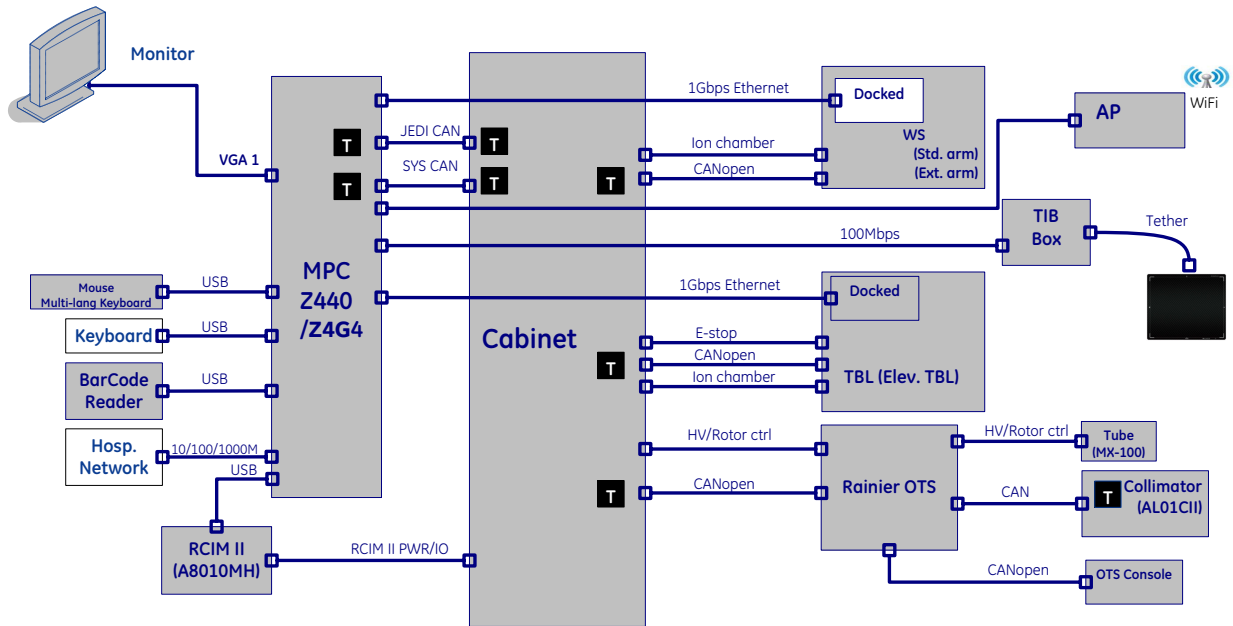 Monitor
VGA 1
MPC
Z440
/Z4G4
T
T
JEDI CAN
SYS CAN
T
T
T
Cabinet
T
T
1Gbps Ethernet
Docked
WS
(Std. arm)
(Ext. arm)
Ion chamber
CANopen
AP
WiFi
100Mbps
TIB
Box
Tether
1Gbps Ethernet
Docked
E-stop
CANopen
Ion chamber
TBL (Elev. TBL)
Mouse
Multi-lang Keyboard
USB
Keyboard
USB
BarCode
Reader
USB
Hosp.
Network
10/100/1000M
USB
RCIM II
(A8010MH)
RCIM II PWR/IO
HV/Rotor ctrl
CANopen
Rainier OTS
HV/Rotor ctrl
Tube
(MX-100)
CAN
T
Collimator
(AL01CII)
CANopen
OTS Console